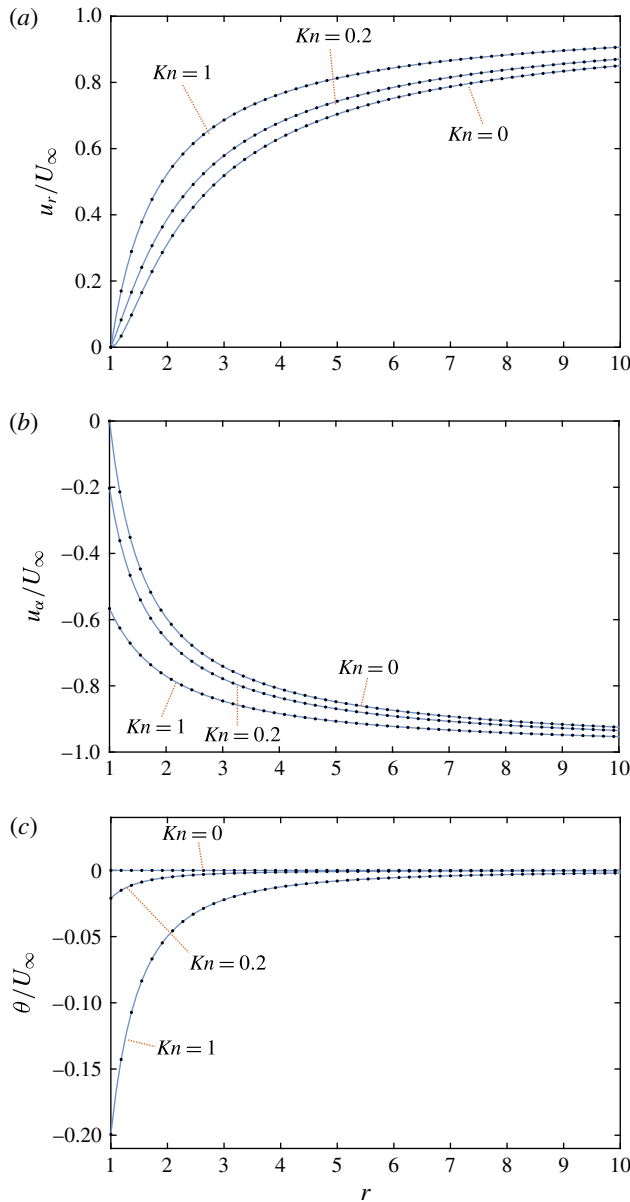 (a)
1.0
0.8
0.6
0.4
0.2
0
u_r/U_∞
Kn = 1
Kn = 0.2
Kn = 0
1 2 3 4 5 6 7 8 9 10
(b)
0
−0.2
−0.4
−0.6
−0.8
−1.0
u_α/U_∞
Kn = 0
Kn = 1
Kn = 0.2
1 2 3 4 5 6 7 8 9 10
(c)
Kn = 0
0
−0.05
−0.10
−0.15
−0.20
θ/U_∞
Kn = 0.2
Kn = 1
1 2 3 4 5 6 7 8 9 10
r